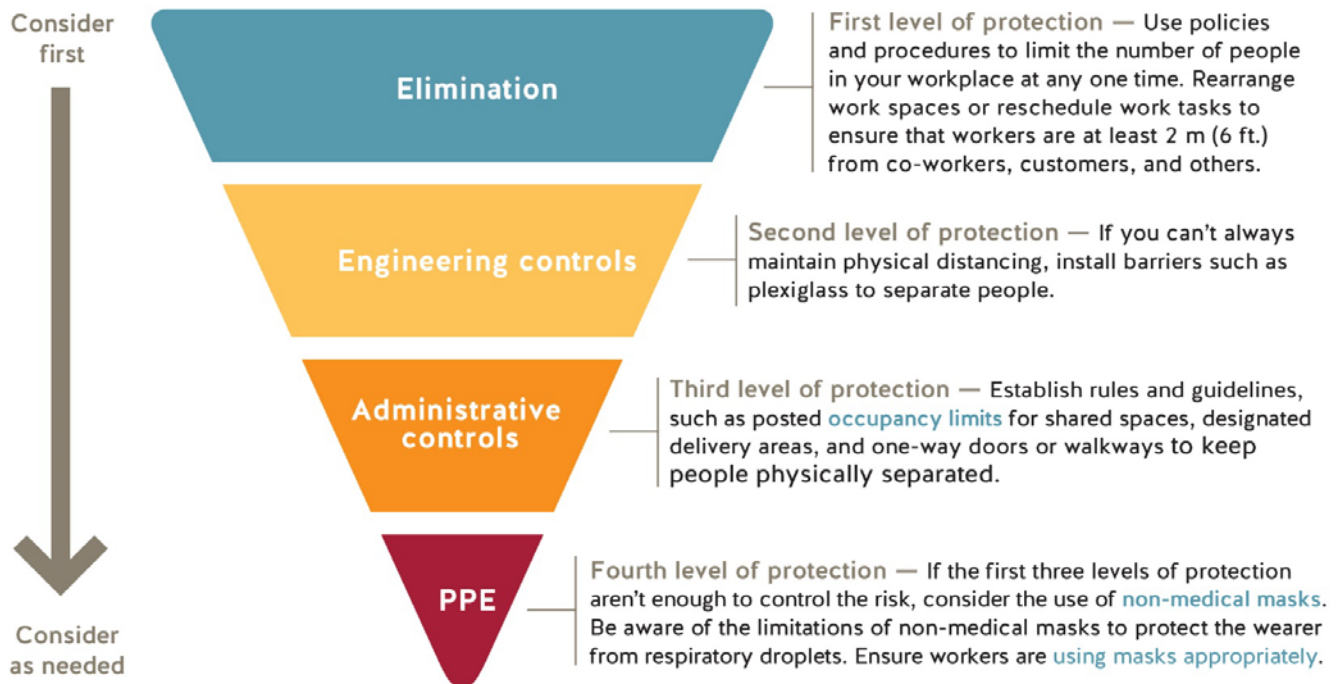 Consider
first
Elimination
First level of protection — Use policies
and procedures to limit the number of people
in your workplace at any one time. Rearrange
work spaces or reschedule work tasks to
ensure that workers are at least 2 m (6 ft.)
from co-workers, customers, and others.
Engineering controls
Second level of protection — If you can't always
maintain physical distancing, install barriers such as
plexiglass to separate people.
Administrative
controls
Third level of protection — Establish rules and guidelines,
such as posted occupancy limits for shared spaces, designated
delivery areas, and one-way doors or walkways to keep
people physically separated.
PPE
Fourth level of protection — If the first three levels of protection
aren't enough to control the risk, consider the use of non-medical masks.
Be aware of the limitations of non-medical masks to protect the wearer
from respiratory droplets. Ensure workers are using masks appropriately.
Consider
as needed